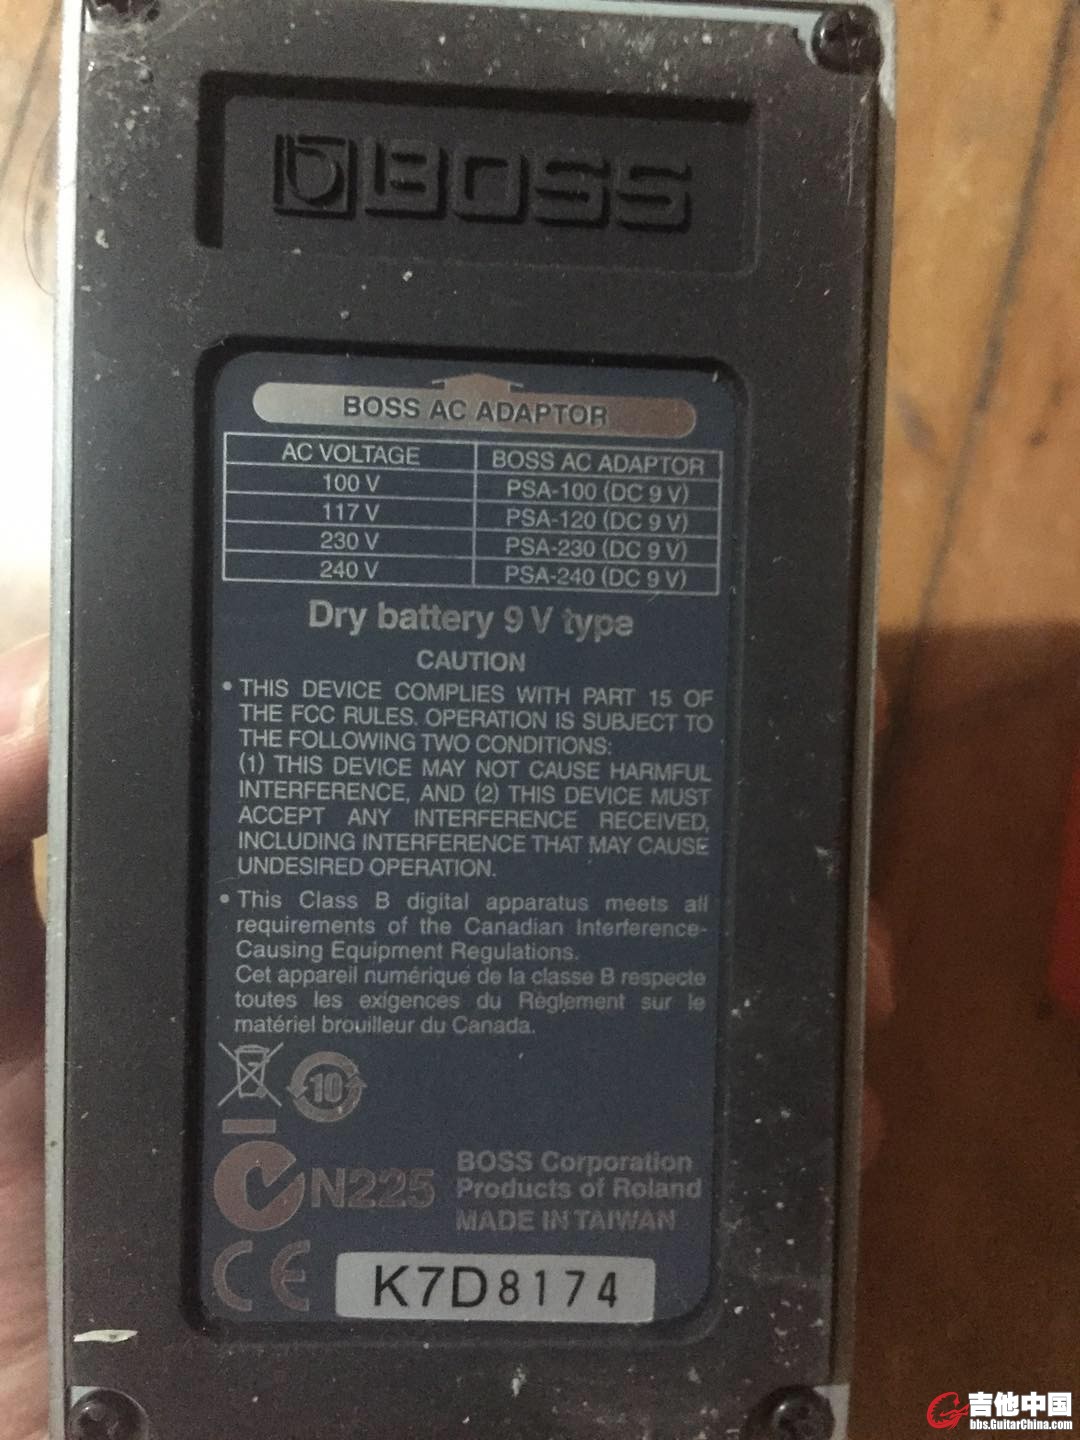 BOSS
BOSS AC ADAPTOR
AC VOLTAGE BOSS AC ADAPTOR
100 V PSA-100 (DC 9 V)
117 V PSA-120 (DC 9 V)
230 V PSA-230 (DC 9 V)
240 V PSA-240 (DC 9 V)
Dry battery 9 V type
CAUTION
• THIS DEVICE COMPLIES WITH PART 15 OF
THE FCC RULES. OPERATION IS SUBJECT TO
THE FOLLOWING TWO CONDITIONS:
(1) THIS DEVICE MAY NOT CAUSE HARMFUL
INTERFERENCE, AND (2) THIS DEVICE MUST
ACCEPT ANY INTERFERENCE RECEIVED,
INCLUDING INTERFERENCE THAT MAY CAUSE
UNDESIRED OPERATION.
• This Class B digital apparatus meets all
requirements of the Canadian Interference-
Causing Equipment Regulations.
Cet appareil numérique de la classe B respecte
toutes les exigences du Règlement sur le
matériel brouilleur du Canada.
10
N225
BOSS Corporation
Products of Roland
MADE IN TAIWAN
CE
K7D8174
吉他中国
bbs.GuitarChina.com